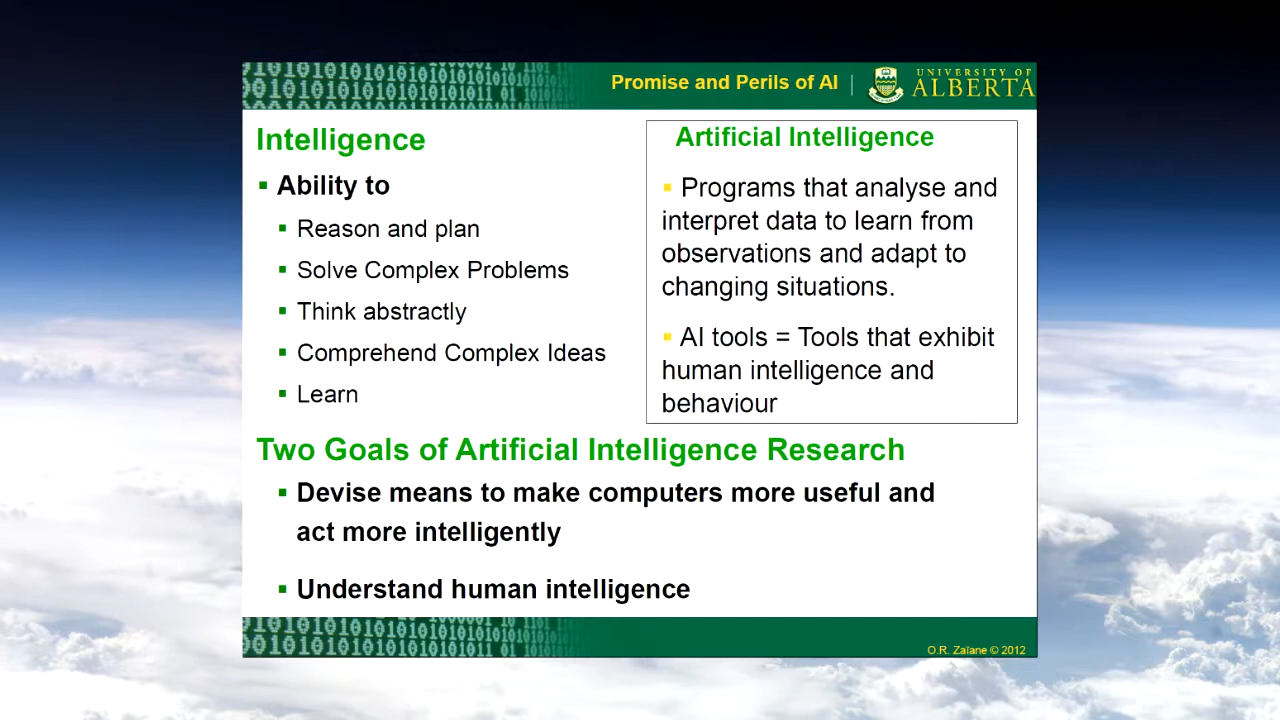 Promise and Perils of AI
UNIVERSITY OF
ALBERTA
Intelligence
Ability to
Reason and plan
Solve Complex Problems
Think abstractly
Comprehend Complex Ideas
Learn
Artificial Intelligence
Programs that analyse and
interpret data to learn from
observations and adapt to
changing situations.
AI tools = Tools that exhibit
human intelligence and
behaviour
Two Goals of Artificial Intelligence Research
Devise means to make computers more useful and
act more intelligently
Understand human intelligence
O.R. Zaïane © 2012